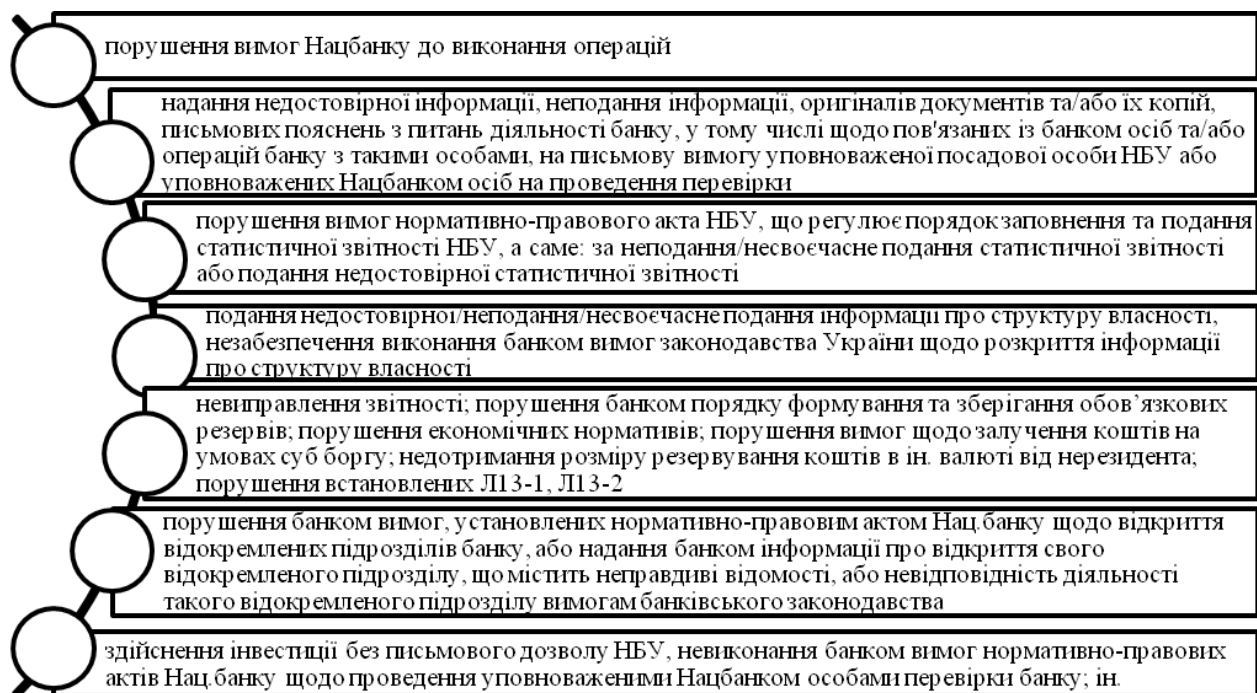 порушення вимог Нацбанку до виконання операцій
надання недостовірної інформації, неподання інформації, оригіналів документів та/або їх копій,
письмових пояснень з питань діяльності банку, у тому числі щодо пов'язаних із банком осіб та/або
операцій банку з такими особами, на письмову вимогу уповноваженої посадової особи НБУ або
уповноважених Нацбанком осіб на проведення перевірки
порушення вимог нормативно-правового акта НБУ, що регулює порядок заповнення та подання
статистичної звітності НБУ, а саме: за неподання/несвоєчасне подання статистичної звітності
або подання недостовірної статистичної звітності
подання недостовірної/неподання/несвоєчасне подання інформації про структуру власності,
незабезпечення виконання банком вимог законодавства України щодо розкриття інформації
про структуру власності
невиправлення звітності; порушення банком порядку формування та зберігання обов’язкових
резервів; порушення економічних нормативів; порушення вимог щодо залучення коштів на
умовах суб боргу; недотримання розміру резервування коштів в ін. валюті від нерезидента;
порушення встановлених Л13-1, Л13-2
порушення банком вимог, установлених нормативно-правовим актом Нац.банку щодо відкриття
відокремлених підрозділів банку, або надання банком інформації про відкриття свого
відокремленого підрозділу, що містить неправдиві відомості, або невідповідність діяльності
такого відокремленого підрозділу вимогам банківського законодавства
здійснення інвестиції без письмового дозволу НБУ, невиконання банком вимог нормативно-правових
актів Нац.банку щодо проведення уповноваженими Нацбанком особами перевірки банку; ін.